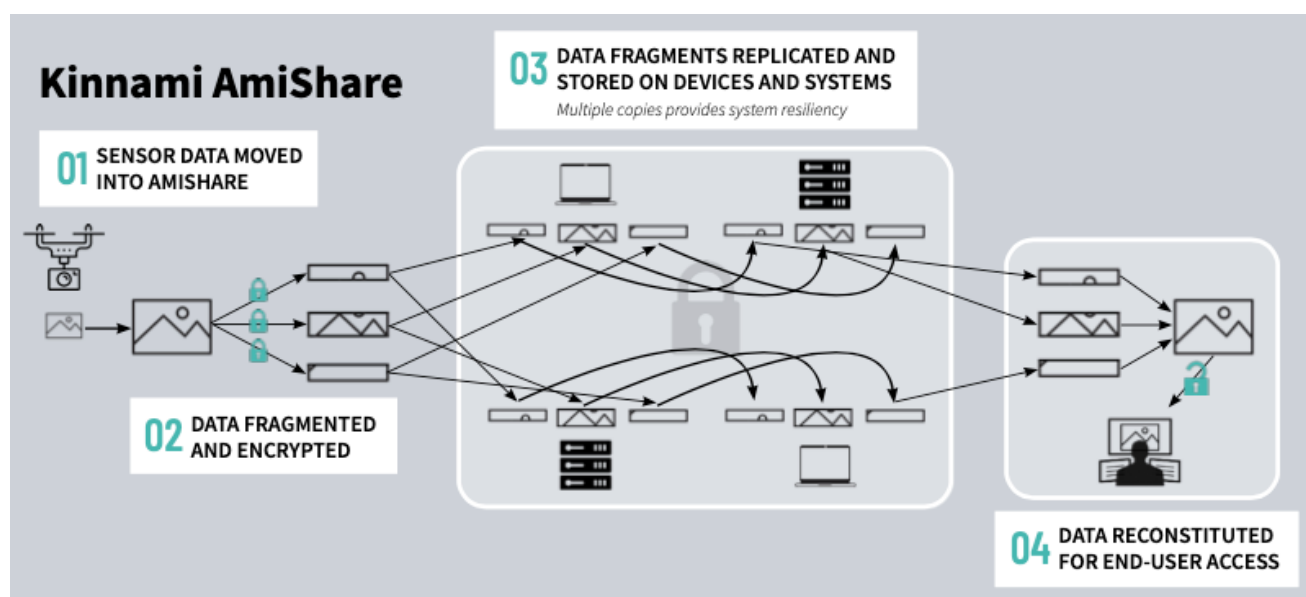 Kinnami AmiShare
01 SENSOR DATA MOVED
INTO AMISHARE
02 DATA FRAGMENTED
AND ENCRYPTED
03 DATA FRAGMENTS REPLICATED AND
STORED ON DEVICES AND SYSTEMS
Multiple copies provides system resiliency
04 DATA RECONSTITUTED
FOR END-USER ACCESS